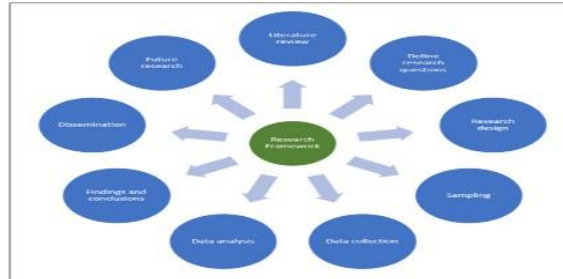 Literature
review
Define
research
questions
Research
design
Sampling
Data collection
Data analysis
Findings and
conclusions
Dissemination
Future
research
Research
Framework